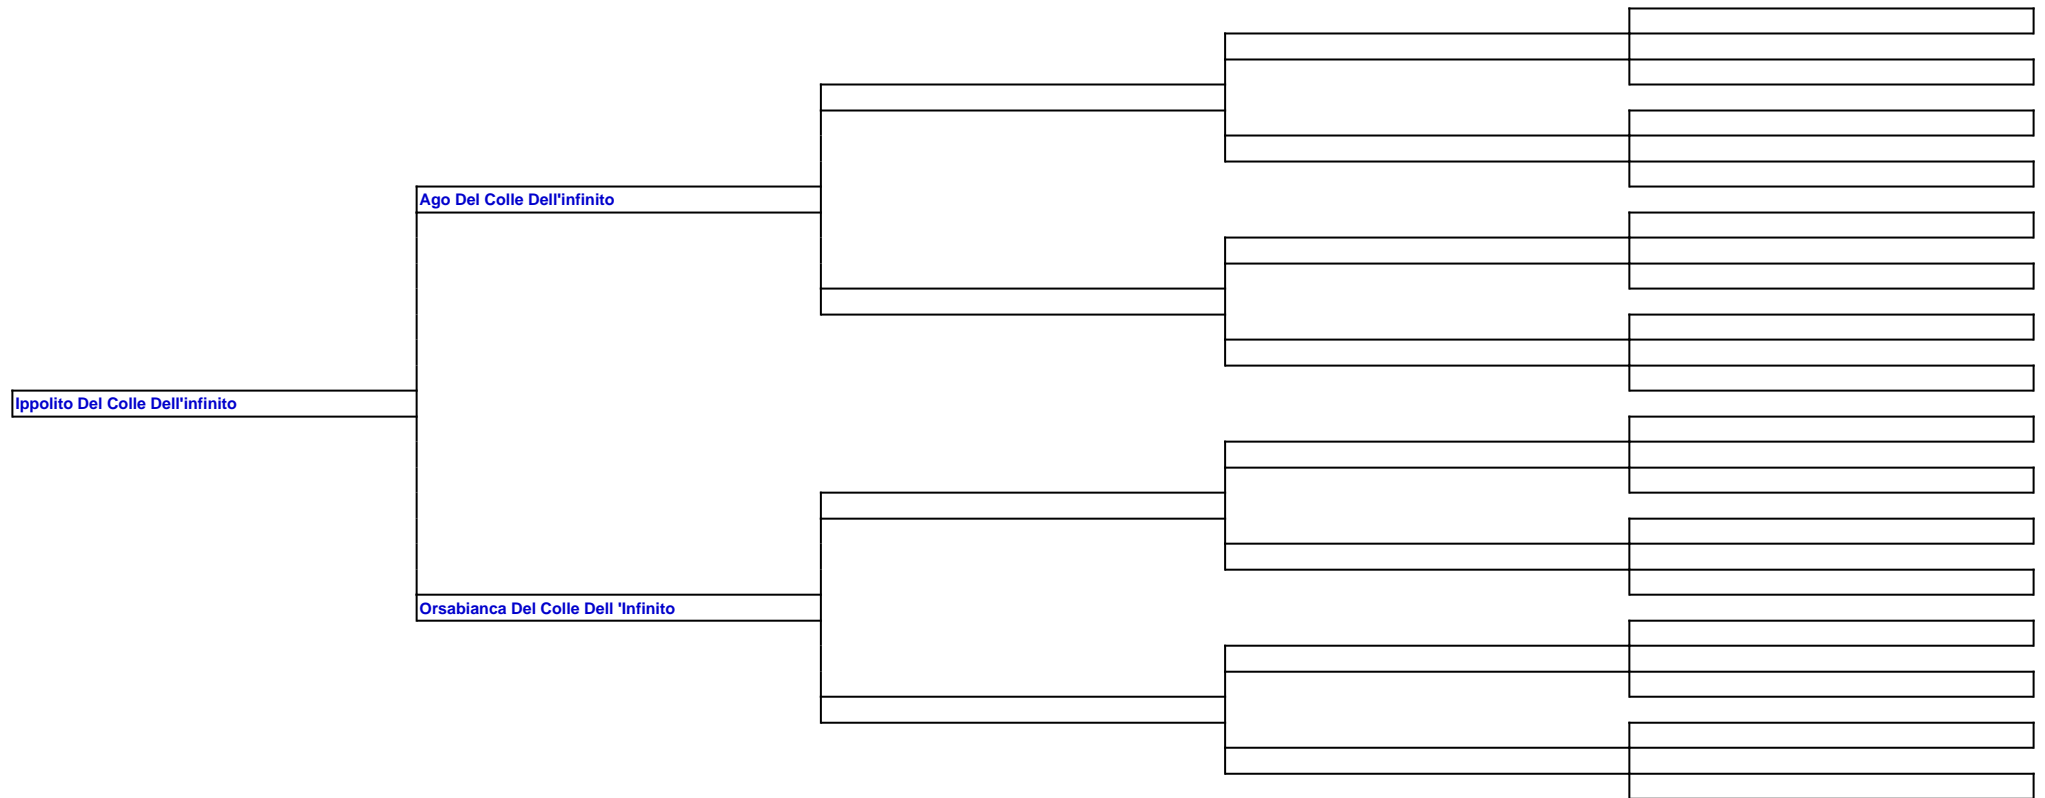 Ago Del Colle Dell'infinito
Ippolito Del Colle Dell'infinito
Orsabianca Del Colle Dell 'Infinito